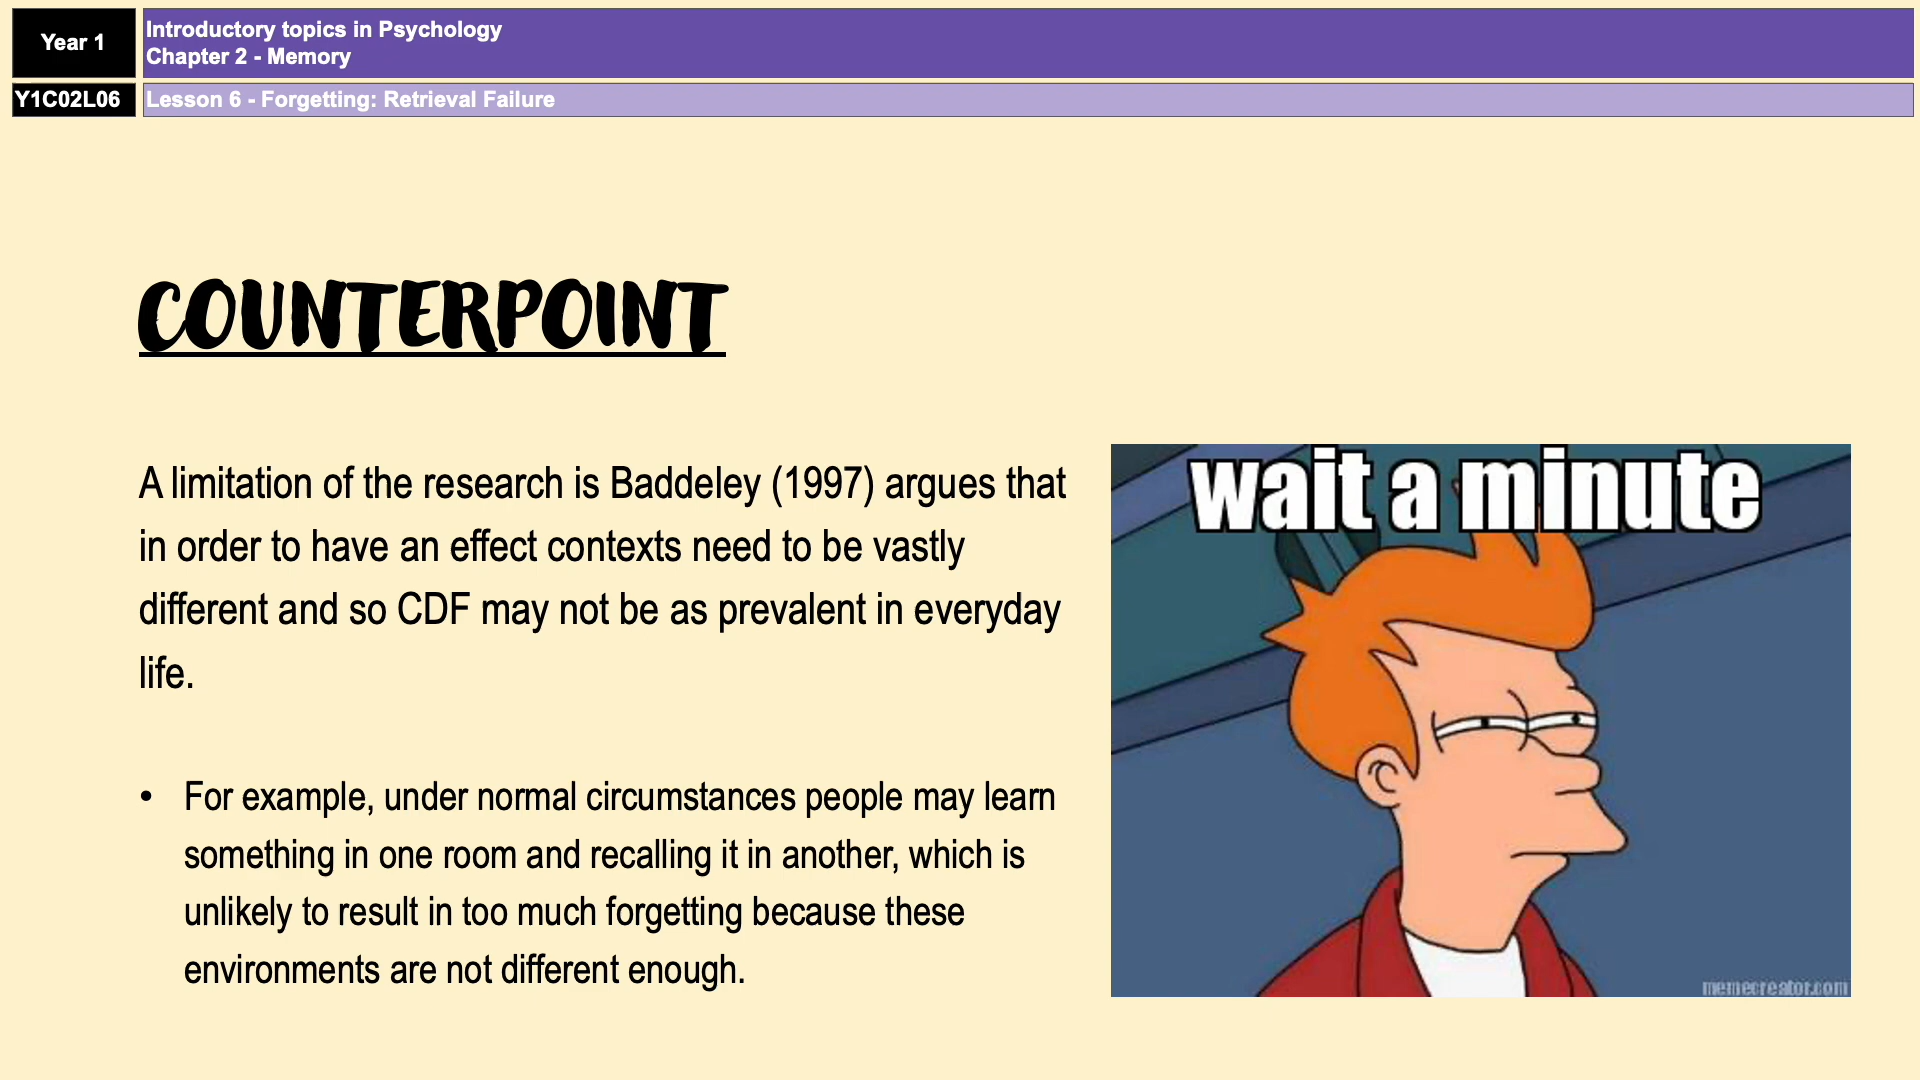 Year 1
Introductory topics in Psychology
Chapter 2 - Memory
Y1C02L06
Lesson 6 - Forgetting: Retrieval Failure
COUNTERPOINT
A limitation of the research is Baddeley (1997) argues that
in order to have an effect contexts need to be vastly
different and so CDF may not be as prevalent in everyday
life.
• For example, under normal circumstances people may learn
something in one room and recalling it in another, which is
unlikely to result in too much forgetting because these
environments are not different enough.
wait a minute
memecreator.com